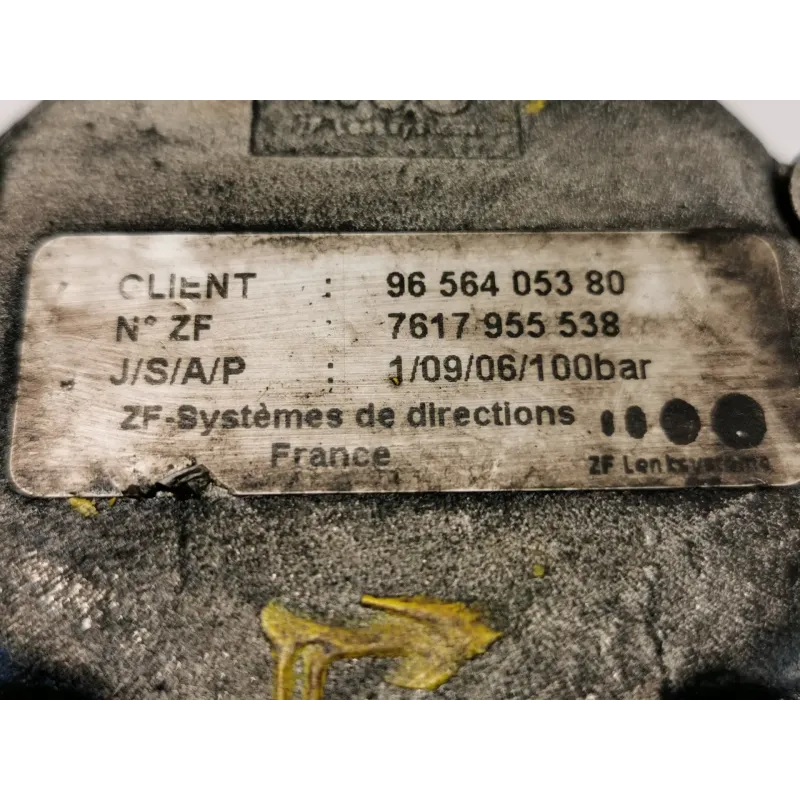 CLIENT : 96 564 053 80
N° ZF : 7617 955 538
J/S/A/P : 1/09/06/100bar
ZF-Systèmes de directions
France
ZF Lenksysteme